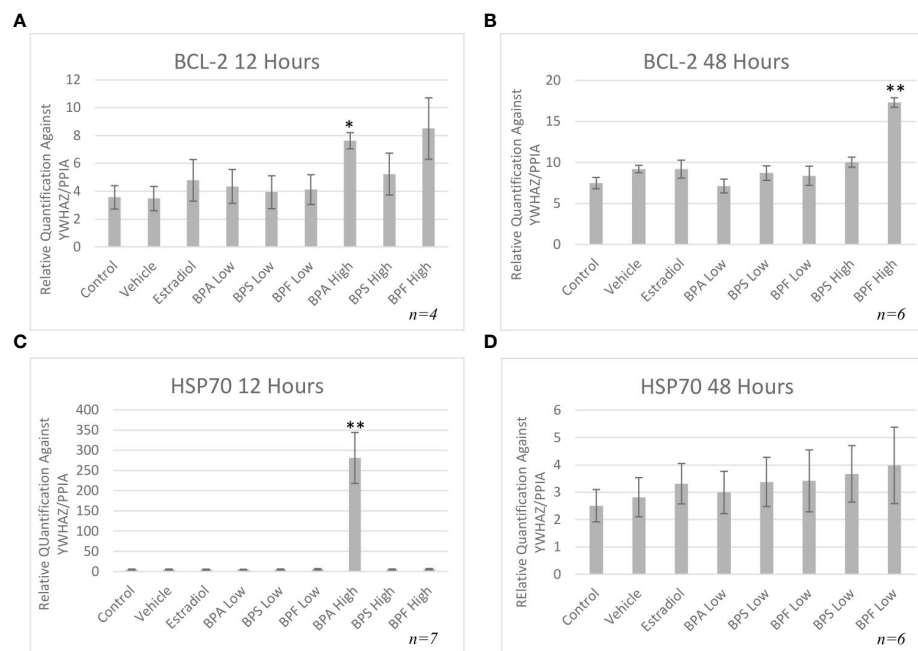 A
BCL-2 12 Hours
Relative Quantification Against
YWHAZ/PPIA
12
10
8
6
4
2
0
*
Control
Vehicle
Estradiol
BPA Low
BPS Low
BPF Low
BPA High
BPS High
BPF High
n=4
B
BCL-2 48 Hours
Relative Quantification Against
YWHAZ/PPIA
20
15
10
5
0
**
Control
Vehicle
Estradiol
BPA Low
BPS Low
BPF Low
BPS High
BPF High
n=6
C
HSP70 12 Hours
Relative QUantification Against
YWHAZ/PPIA
400
350
300
250
200
150
100
50
0
**
Control
Vehicle
Estradiol
BPA Low
BPS Low
BPF Low
BPA High
BPS High
BPF High
n=7
D
HSP70 48 Hours
RElative Quantification Against
YWHAZ/PPIA
6
5
4
3
2
1
0
Control
Vehicle
Estradiol
BPA Low
BPS Low
BPF Low
BPS Low
BPF Low
n=6